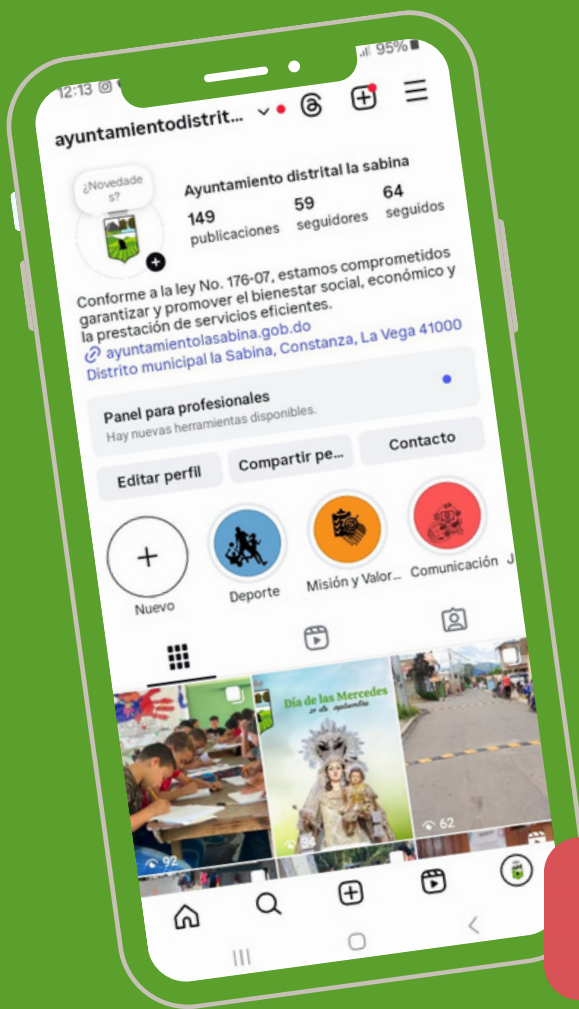 12:13
95%
ayuntamientodistrit...
¿Novedade
s?
Ayuntamiento distrital la sabina
149
59
64
publicaciones
seguidores
seguidos
Conforme a la ley No. 176-07, estamos comprometidos
garantizar y promover el bienestar social, económico y
la prestación de servicios eficientes.
ayuntamientolasabina.gob.do
Distrito municipal la Sabina, Constanza, La Vega 41000
Panel para profesionales
Hay nuevas herramientas disponibles.
Editar perfil
Compartir pe...
Contacto
Nuevo
Deporte
Misión y Valor...
Comunicación
J
Día de las Mercedes
septiembre
92
94
62